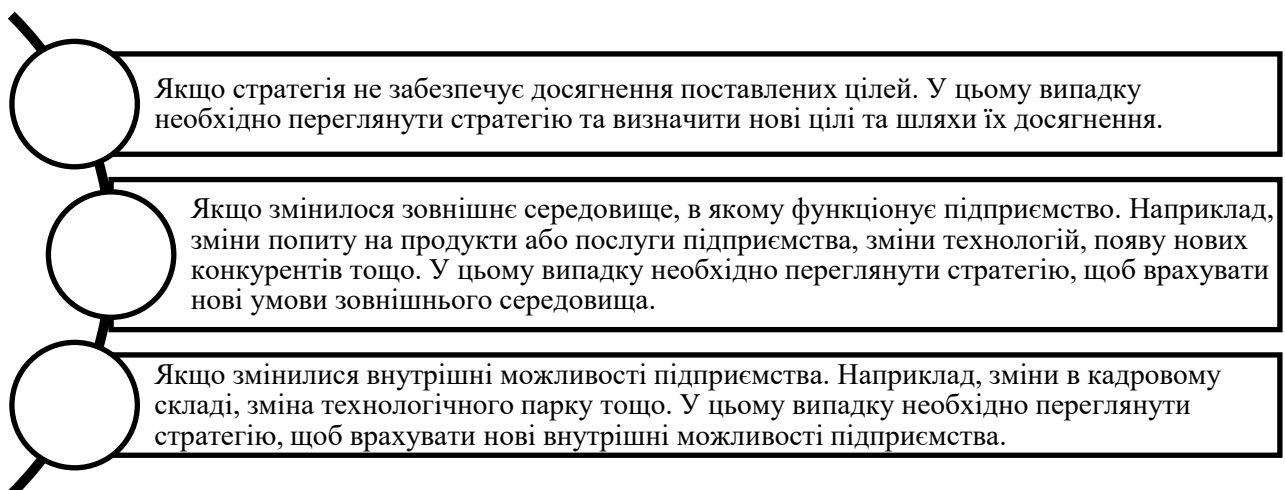 Якщо стратегія не забезпечує досягнення поставлених цілей. У цьому випадку
необхідно переглянути стратегію та визначити нові цілі та шляхи їх досягнення.
Якщо змінилося зовнішнє середовище, в якому функціонує підприємство. Наприклад,
зміни попиту на продукти або послуги підприємства, зміни технологій, появу нових
конкурентів тощо. У цьому випадку необхідно переглянути стратегію, щоб врахувати
нові умови зовнішнього середовища.
Якщо змінилися внутрішні можливості підприємства. Наприклад, зміни в кадровому
складі, зміна технологічного парку тощо. У цьому випадку необхідно переглянути
стратегію, щоб врахувати нові внутрішні можливості підприємства.